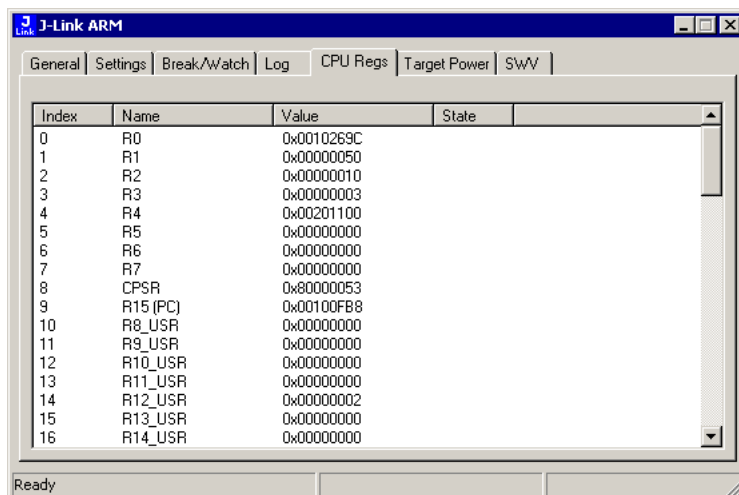 J Link J-Link ARM
General Settings Break/Watch Log CPU Regs Target Power SWV
Index Name Value State
0 R0 0x0010269C
1 R1 0x00000050
2 R2 0x00000010
3 R3 0x00000003
4 R4 0x00201100
5 R5 0x00000000
6 R6 0x00000000
7 R7 0x00000000
8 CPSR 0x80000053
9 R15 (PC) 0x00100FB8
10 R8_USR 0x00000000
11 R9_USR 0x00000000
12 R10_USR 0x00000000
13 R11_USR 0x00000000
14 R12_USR 0x00000002
15 R13_USR 0x00000000
16 R14_USR 0x00000000
Ready